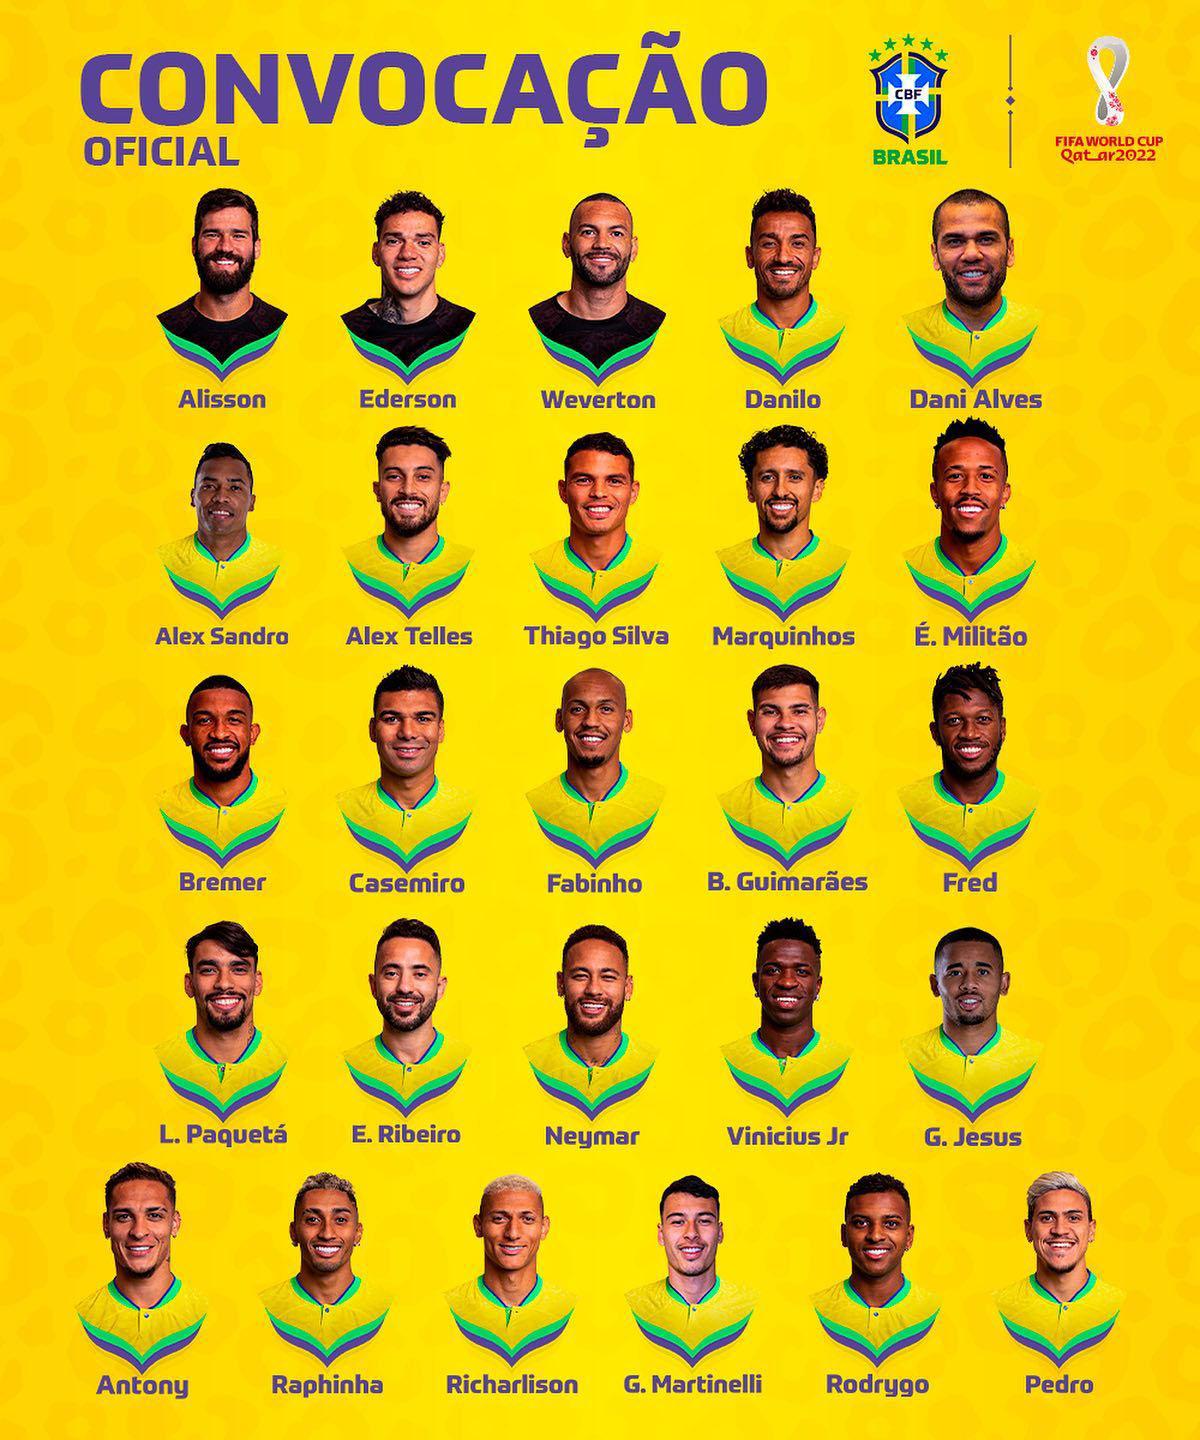 CONVOCAÇÃO
OFICIAL
CBF
BRASIL
FIFA WORLD CUP
Qatar2022
Alisson
Ederson
Weverton
Danilo
Dani Alves
Alex Sandro
Alex Telles
Thiago Silva
Marquinhos
É. Militão
Bremer
Casemiro
Fabinho
B. Guimarães
Fred
L. Paquetá
E. Ribeiro
Neymar
Vinicius Jr
G. Jesus
Antony
Raphinha
Richarlison
G. Martinelli
Rodrygo
Pedro